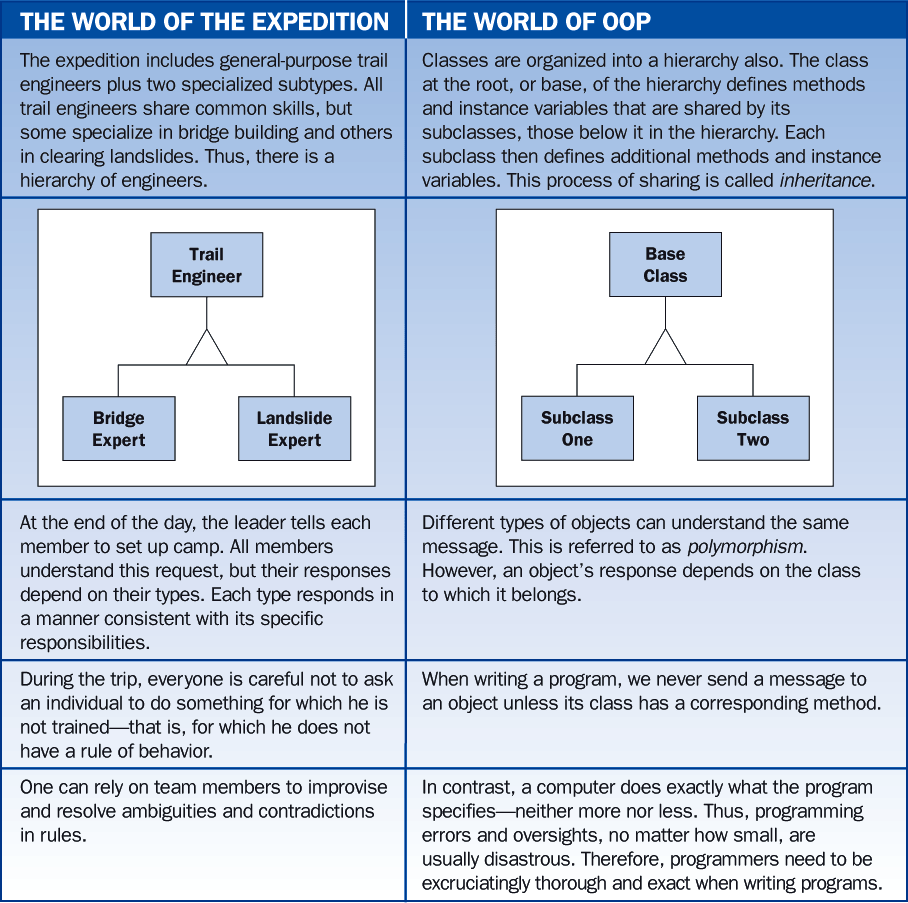 THE WORLD OF THE EXPEDITION
THE WORLD OF OOP
The expedition includes general-purpose trail
engineers plus two specialized subtypes. All
trail engineers share common skills, but
some specialize in bridge building and others
in clearing landslides. Thus, there is a
hierarchy of engineers.
Classes are organized into a hierarchy also. The class
at the root, or base, of the hierarchy defines methods
and instance variables that are shared by its
subclasses, those below it in the hierarchy. Each
subclass then defines additional methods and instance
variables. This process of sharing is called inheritance.
Trail
Engineer
Bridge
Expert
Landslide
Expert
Base
Class
Subclass
One
Subclass
Two
At the end of the day, the leader tells each
member to set up camp. All members
understand this request, but their responses
depend on their types. Each type responds in
a manner consistent with its specific
responsibilities.
Different types of objects can understand the same
message. This is referred to as polymorphism.
However, an object's response depends on the class
to which it belongs.
During the trip, everyone is careful not to ask
an individual to do something for which he is
not trained—that is, for which he does not
have a rule of behavior.
When writing a program, we never send a message to
an object unless its class has a corresponding method.
One can rely on team members to improvise
and resolve ambiguities and contradictions
in rules.
In contrast, a computer does exactly what the program
specifies—neither more nor less. Thus, programming
errors and oversights, no matter how small, are
usually disastrous. Therefore, programmers need to be
excruciatingly thorough and exact when writing programs.